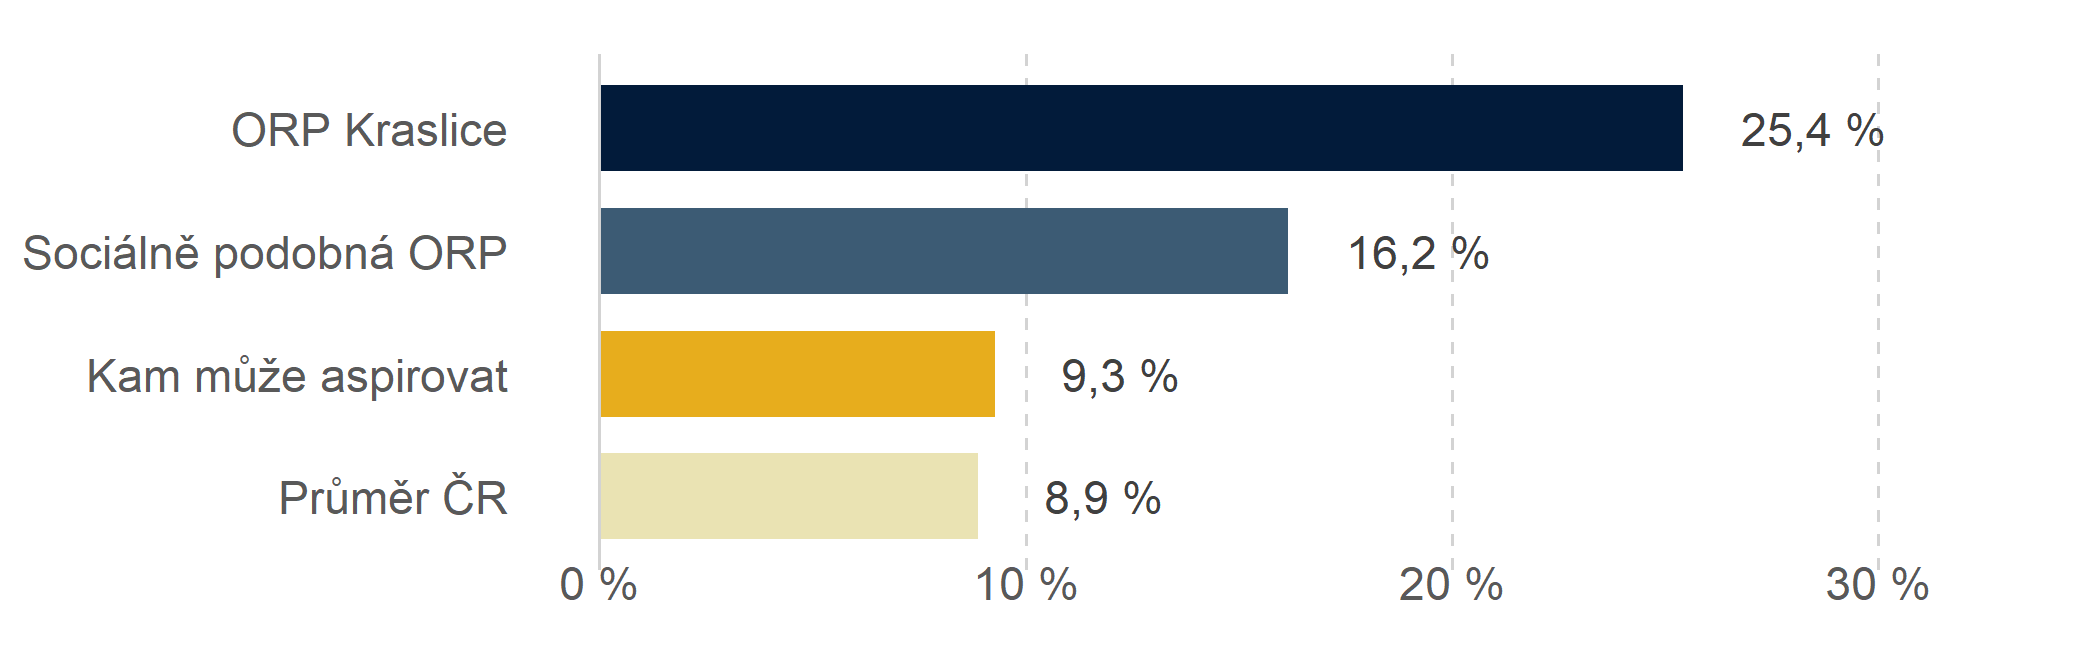 ORP Kraslice 25,4 %
Sociálně podobná ORP 16,2 %
Kam může aspirovat 9,3 %
Průměr ČR 8,9 %
0 % 10 % 20 % 30 %